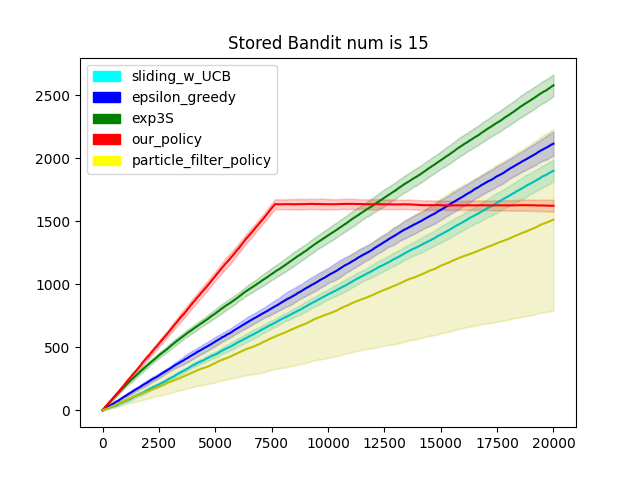 Stored Bandit num is 15
sliding_w_UCB
epsilon_greedy
exp3S
our_policy
particle_filter_policy
2500
2000
1500
1000
500
0
0 2500 5000 7500 10000 12500 15000 17500 20000